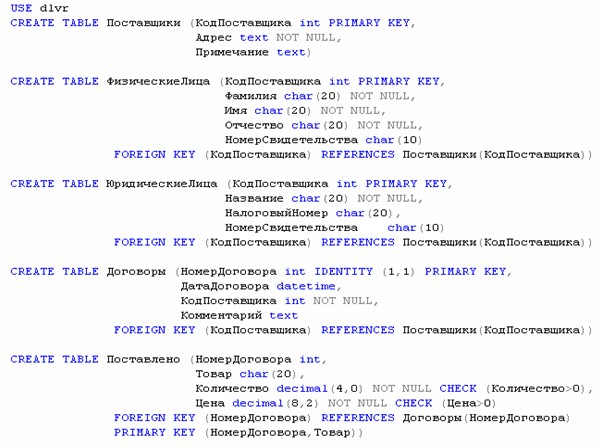 USE dlvr
CREATE TABLE Поставщики (КодПоставщика int PRIMARY KEY,
Адрес text NOT NULL,
Примечание text)
CREATE TABLE ФизическиеЛица (КодПоставщика int PRIMARY KEY,
Фамилия char(20) NOT NULL,
Имя char(20) NOT NULL,
Отчество char(20) NOT NULL,
НомерСвидетельства char(10)
FOREIGN KEY (КодПоставщика) REFERENCES Поставщики(КодПоставщика))
CREATE TABLE ЮридическиеЛица (КодПоставщика int PRIMARY KEY,
Название char(20) NOT NULL,
НалоговыйНомер char(20),
НомерСвидетельства char(10)
FOREIGN KEY (КодПоставщика) REFERENCES Поставщики(КодПоставщика))
CREATE TABLE Договоры (НомерДоговора int IDENTITY (1,1) PRIMARY KEY,
ДатаДоговора datetime,
КодПоставщика int NOT NULL,
Комментарий text
FOREIGN KEY (КодПоставщика) REFERENCES Поставщики(КодПоставщика))
CREATE TABLE Поставлено (НомерДоговора int,
Товар char(20),
Количество decimal(4,0) NOT NULL CHECK (Количество>0),
Цена decimal(8,2) NOT NULL CHECK (Цена>0)
FOREIGN KEY (НомерДоговора) REFERENCES Договоры(НомерДоговора)
PRIMARY KEY (НомерДоговора,Товар))